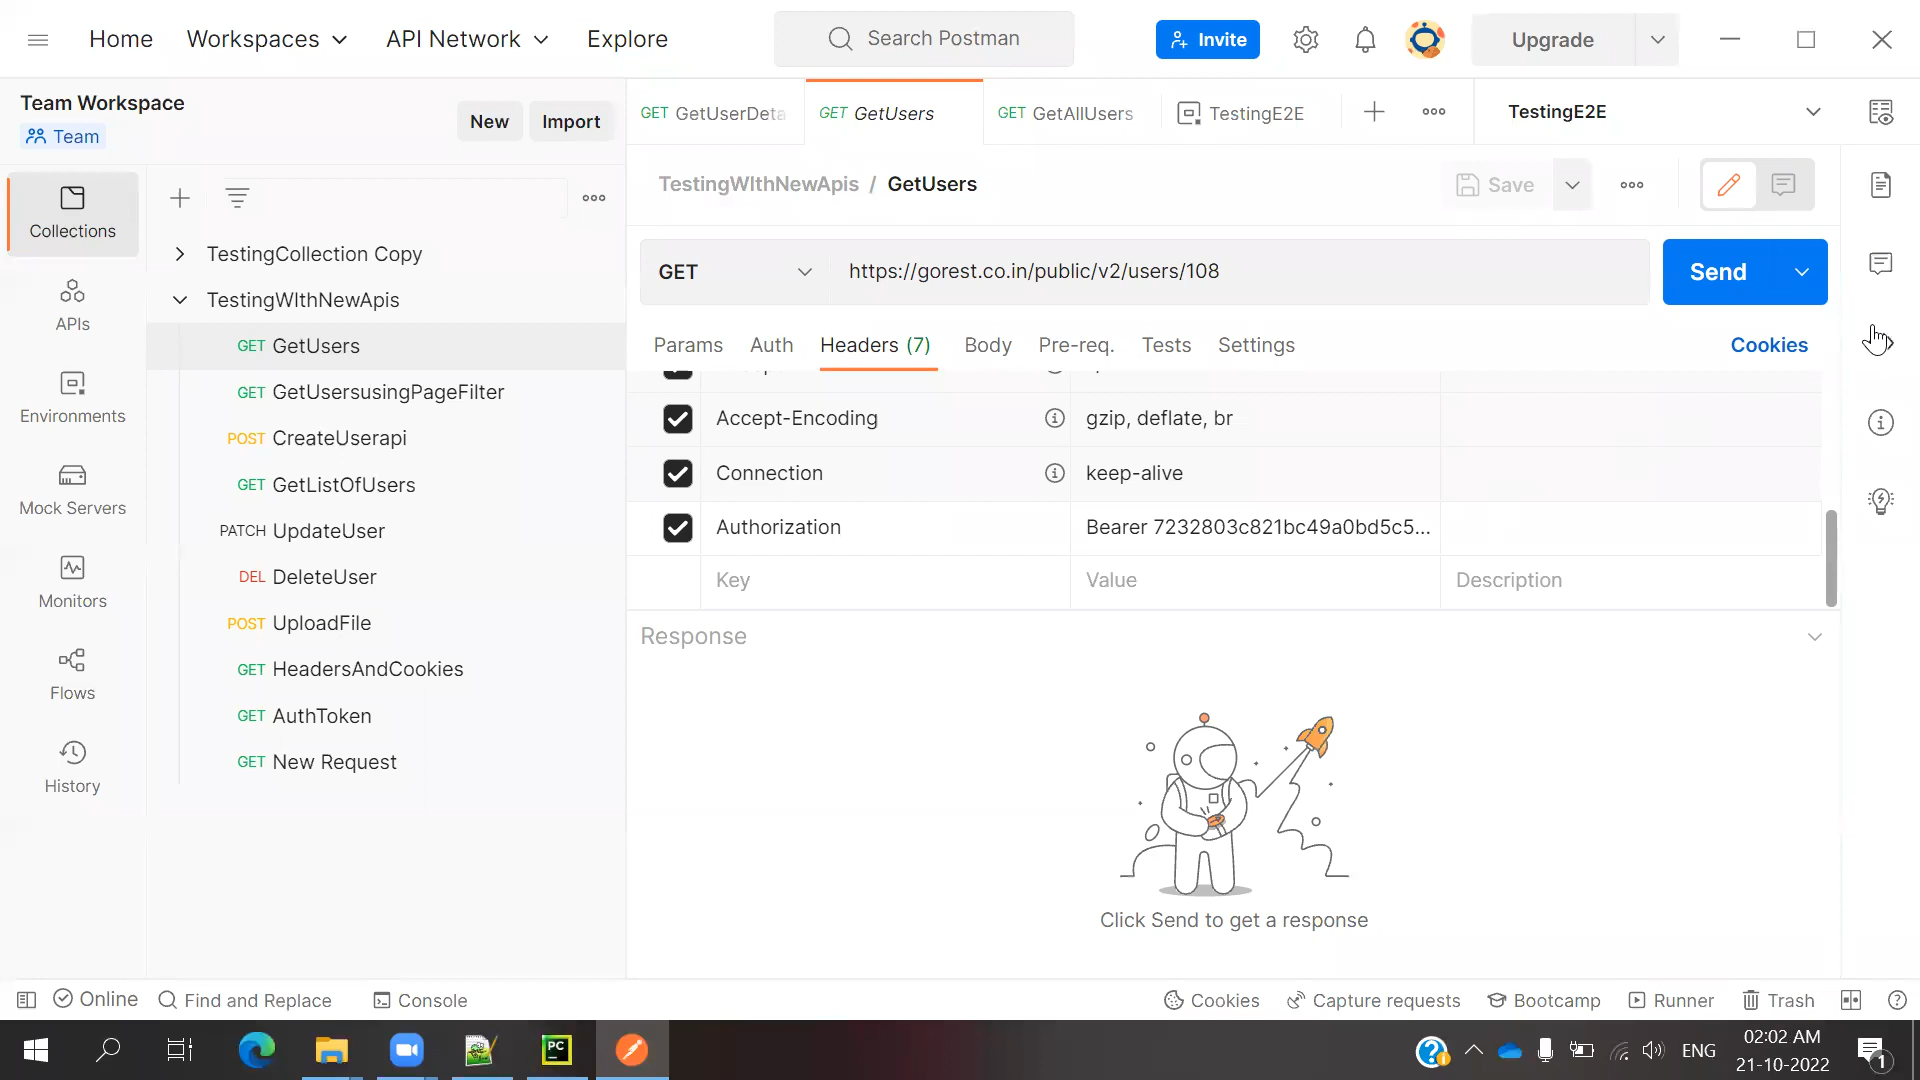 Home
Workspaces
API Network
Explore
Search Postman
Invite
Upgrade
Team Workspace
Team
New
Import
GET GetUserDeta
GET GetUsers
GET GetAllUsers
TestingE2E
TestingE2E
Collections
APIs
Environments
Mock Servers
Monitors
Flows
History
TestingCollection Copy
TestingWIthNewApis
GET GetUsers
GET GetUsersusingPageFilter
POST CreateUserapi
GET GetListOfUsers
PATCH UpdateUser
DEL DeleteUser
POST UploadFile
GET HeadersAndCookies
GET AuthToken
GET New Request
TestingWIthNewApis / GetUsers
Save
GET
https://gorest.co.in/public/v2/users/108
Send
Params
Auth
Headers (7)
Body
Pre-req.
Tests
Settings
Cookies
Accept-Encoding
gzip, deflate, br
Connection
keep-alive
Authorization
Bearer 7232803c821bc49a0bd5c5...
Key
Value
Description
Response
Click Send to get a response
Online
Find and Replace
Console
Cookies
Capture requests
Bootcamp
Runner
Trash
PC
ENG
02:02 AM
21-10-2022
1